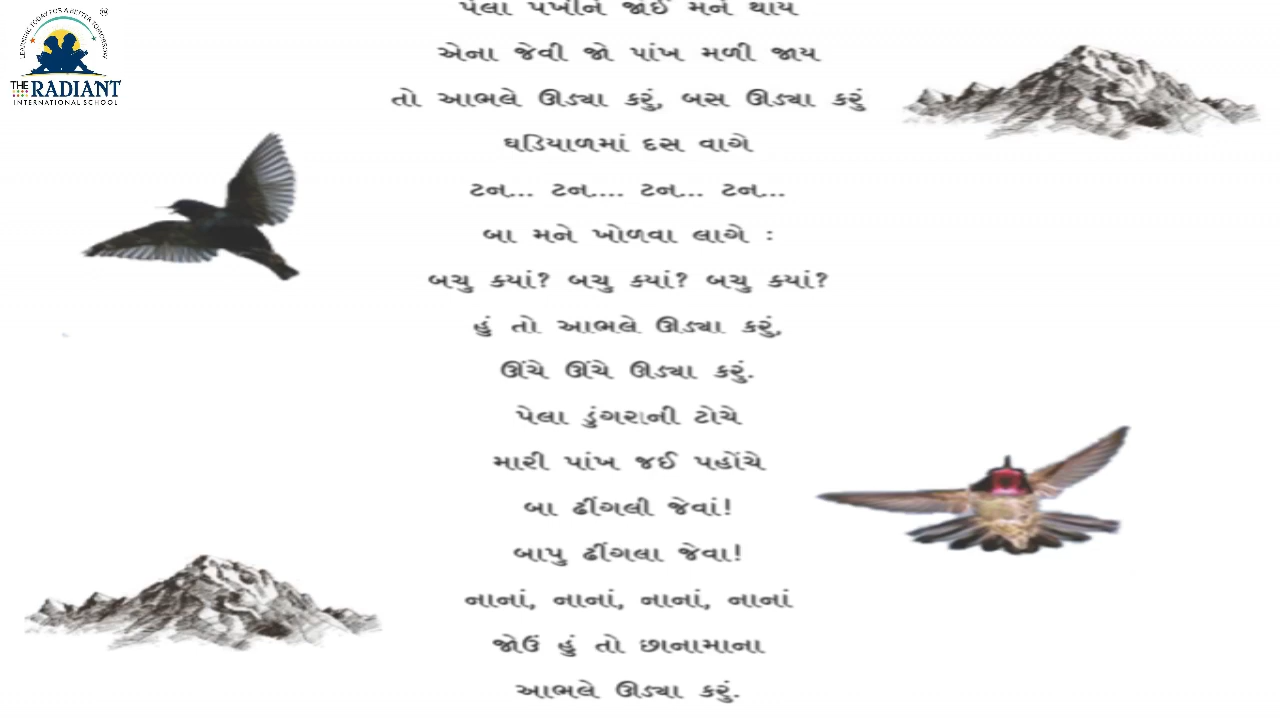 THE RADIANT
INTERNATIONAL SCHOOL
પેલા પંખીને જોઈ મને થાય
એના જેવી જો પાંખ મળી જાય
તો આભલે ઊડ્યા કરું, બસ ઊડ્યા કરું
ઘડિયાળમાં દસ વાગે
ટન... ટન.... ટન... ટન...
બા મને ખોળવા લાગે :
બચુ ક્યાં? બચુ ક્યાં? બચુ ક્યાં?
હું તો આભલે ઊડ્યા કરું,
ઊંચે ઊંચે ઊડ્યા કરું.
પેલા ડુંગરાની ટોચે
મારી પાંખ જઈ પહોંચે
બા ઢીંગલી જેવાં!
બાપુ ઢીંગલા જેવા!
નાનાં, નાનાં, નાનાં, નાનાં
જોઉં હું તો છાનામાના
આભલે ઊડ્યા કરું.